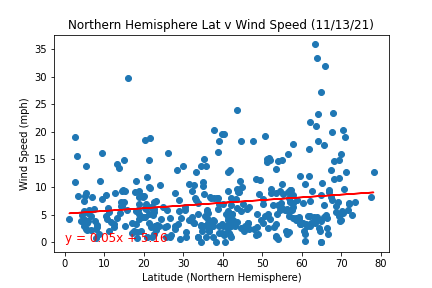 Northern Hemisphere Lat v Wind Speed (11/13/21)
35
30
25
20
15
10
5
0
Wind Speed (mph)
y = 0.05x + 5.16
0 10 20 30 40 50 60 70 80
Latitude (Northern Hemisphere)